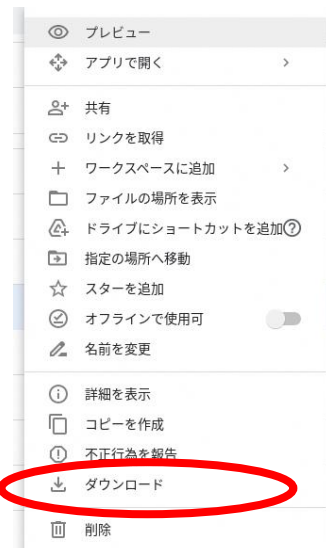 プレビュー
アプリで開く
共有
リンクを取得
ワークスペースに追加
ファイルの場所を表示
ドライブにショートカットを追加
指定の場所へ移動
スターを追加
オフラインで使用可
名前を変更
詳細を表示
コピーを作成
不正行為を報告
ダウンロード
削除